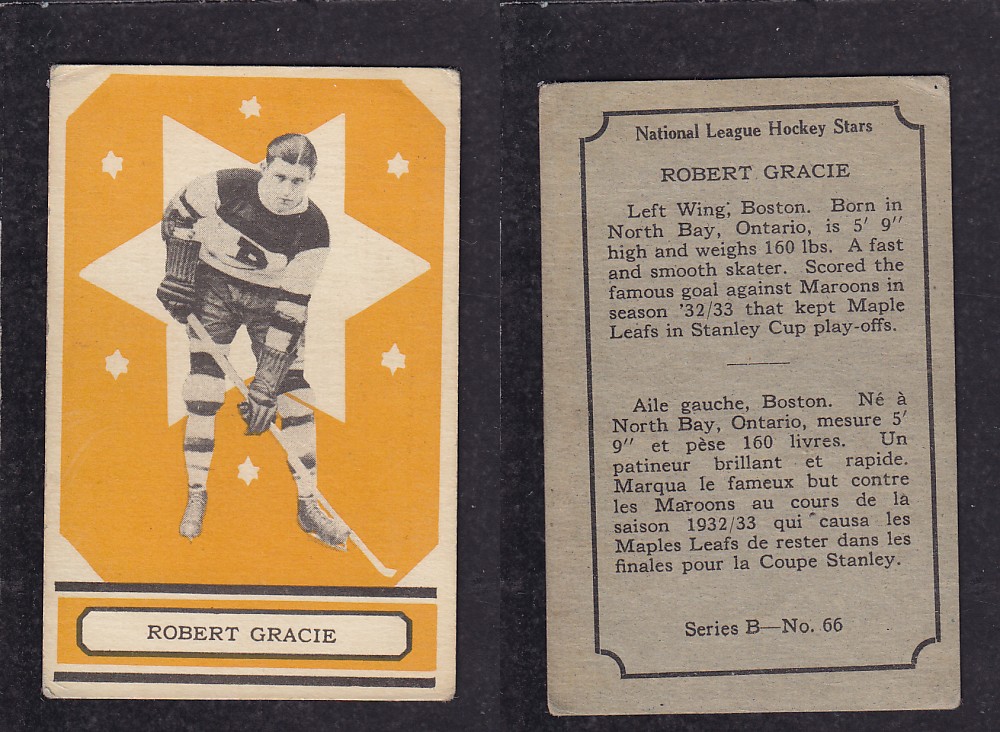 B
ROBERT GRACIE
National League Hockey Stars
ROBERT GRACIE
Left Wing, Boston. Born in
North Bay, Ontario, is 5' 9"
high and weighs 160 lbs. A fast
and smooth skater. Scored the
famous goal against Maroons in
season '32/33 that kept Maple
Leafs in Stanley Cup play-offs.
Aile gauche, Boston. Né à
North Bay, Ontario, mesure 5'
9" et pèse 160 livres. Un
patineur brillant et rapide.
Marqua le fameux but contre
les Maroons au cours de la
saison 1932/33 qui causa les
Maples Leafs de rester dans les
finales pour la Coupe Stanley.
Series B—No. 66